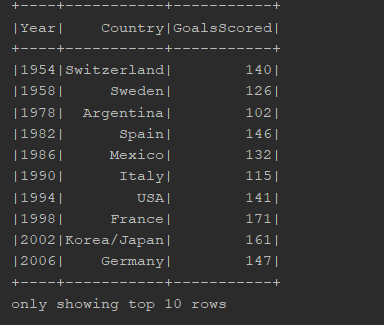 +----+-----------+-----------+
|Year|    Country|GoalsScored|
+----+-----------+-----------+
|1954|Switzerland|        140|
|1958|     Sweden|        126|
|1978|  Argentina|        102|
|1982|      Spain|        146|
|1986|     Mexico|        132|
|1990|      Italy|        115|
|1994|        USA|        141|
|1998|     France|        171|
|2002|Korea/Japan|        161|
|2006|    Germany|        147|
+----+-----------+-----------+
only showing top 10 rows